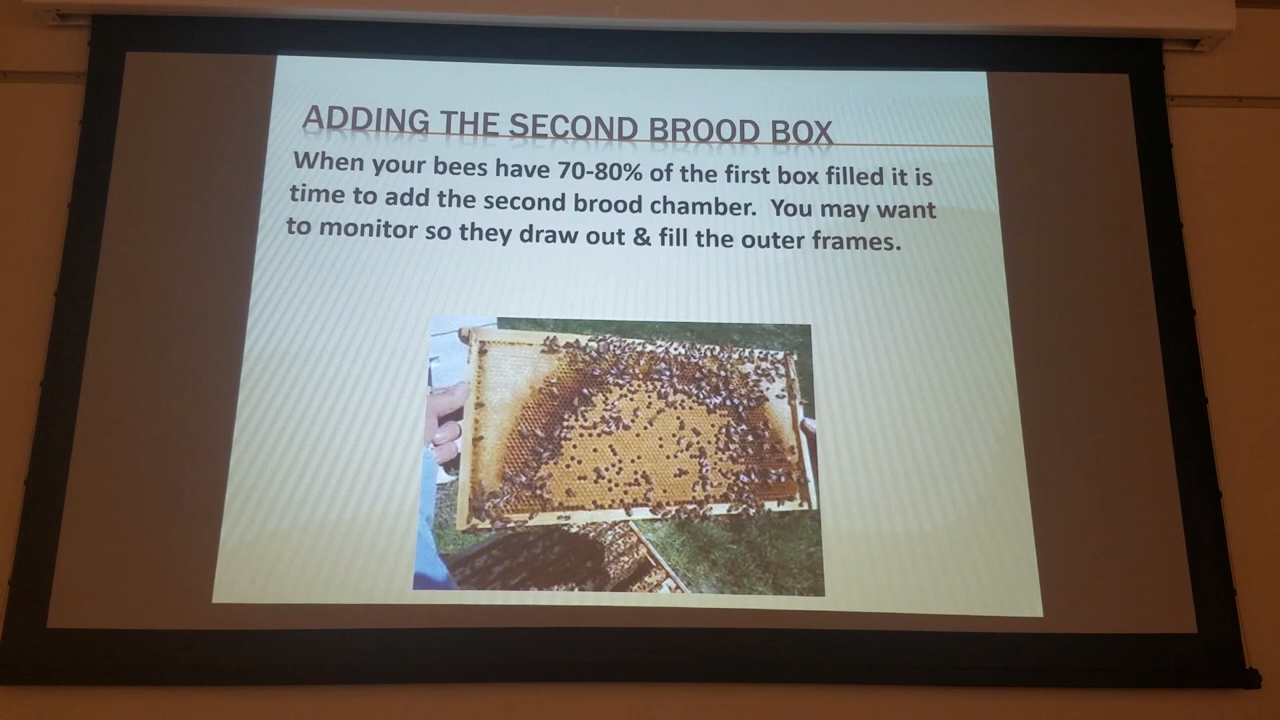 ADDING THE SECOND BROOD BOX
When your bees have 70-80% of the first box filled it is
time to add the second brood chamber. You may want
to monitor so they draw out & fill the outer frames.